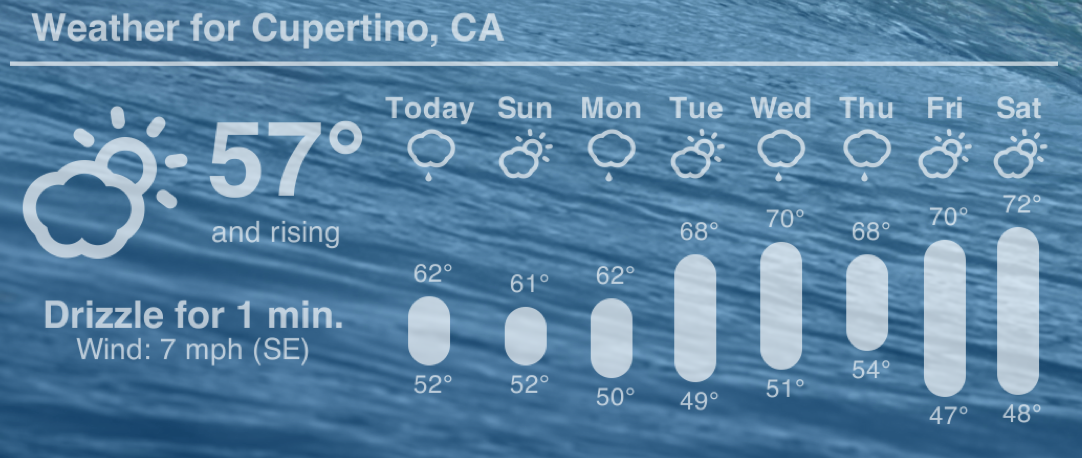 Weather for Cupertino, CA
57°
and rising
Drizzle for 1 min.
Wind: 7 mph (SE)
Today Sun Mon Tue Wed Thu Fri Sat
62° 61° 62° 68° 70° 68° 70° 72°
52° 52° 50° 49° 51° 54° 47° 48°